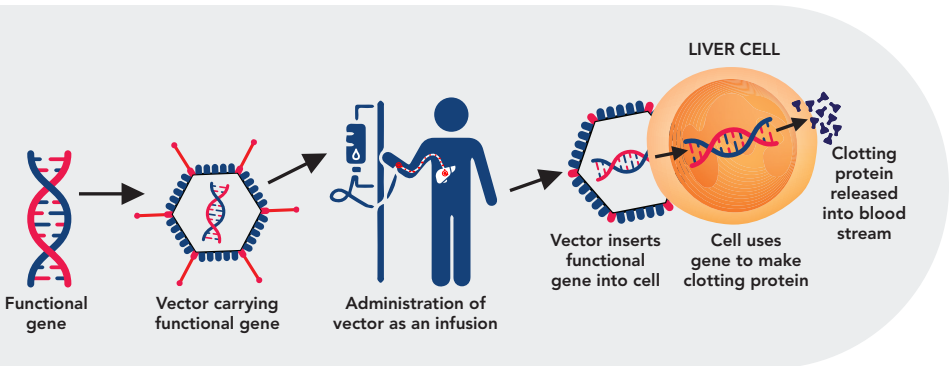 Functional
gene
Vector carrying
functional gene
Administration of
vector as an infusion
Vector inserts
functional
gene into cell
LIVER CELL
Cell uses
gene to make
clotting protein
Clotting
protein
released
into blood
stream